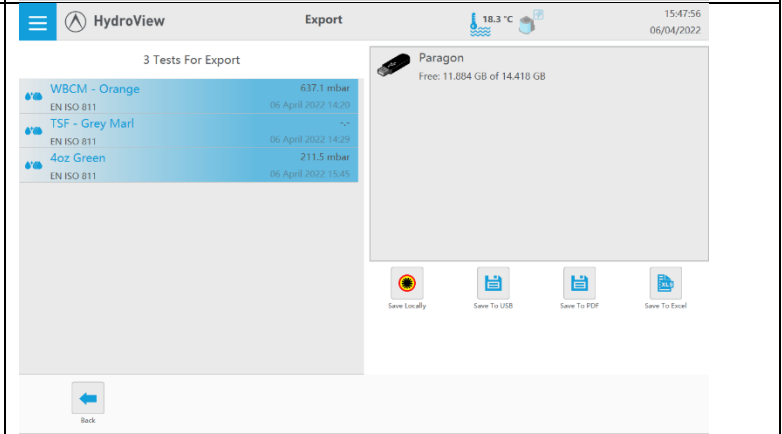 HydroView
Export
18.3 °C
15:47:56
06/04/2022
3 Tests For Export
WBCM - Orange
637.1 mbar
EN ISO 811
06 April 2022 14:20
TSF - Grey Marl
-.-
EN ISO 811
06 April 2022 14:29
4oz Green
211.5 mbar
EN ISO 811
06 April 2022 15:45
Paragon
Free: 11.884 GB of 14.418 GB
Save Locally
Save To USB
Save To PDF
XLS
Save To Excel
Back